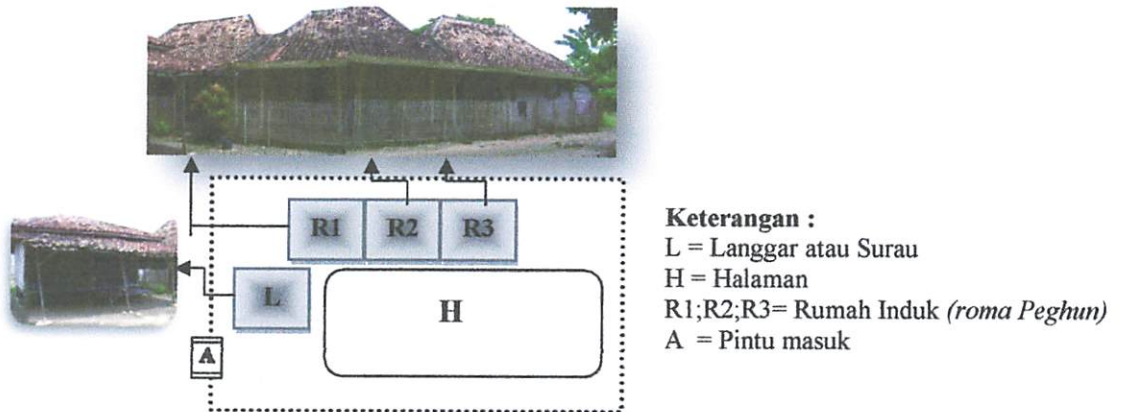 R1 R2 R3
L
H
A
Keterangan :
L = Langgar atau Surau
H = Halaman
R1;R2;R3= Rumah Induk (roma Peghun)
A = Pintu masuk